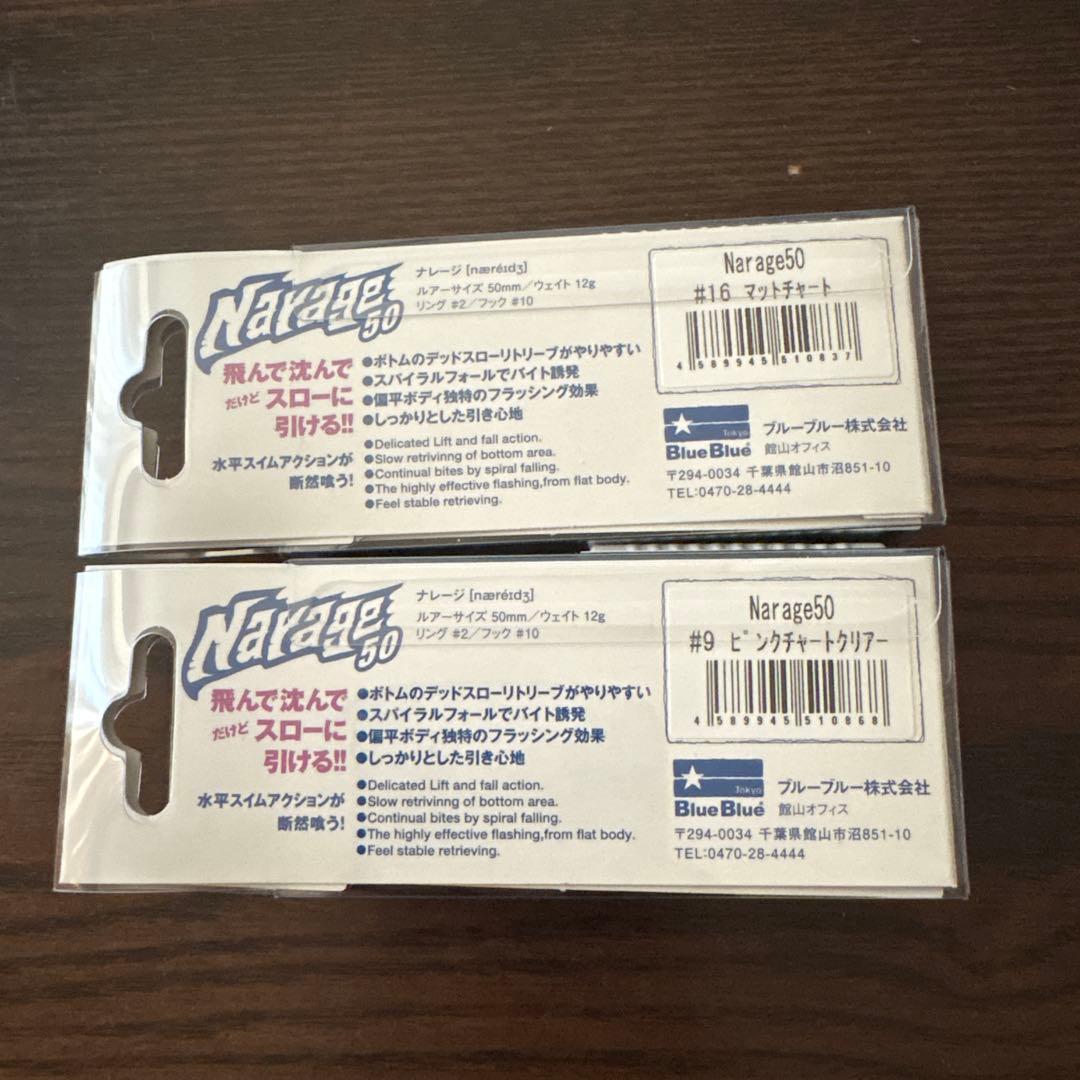 Narage50
ナレージ [næréɪdʒ]
ルアーサイズ 50mm/ウェイト 12g
リング #2/フック #10
飛んで沈んで
だけど スローに
引ける!!
水平スイムアクションが
断然喰う!
●ボトムのデッドスローリトリーブがやりやすい
●スパイラルフォールでバイト誘発
●偏平ボディ独特のフラッシング効果
●しっかりとした引き心地
●Delicated Lift and fall action.
●Slow retrivinng of bottom area.
●Continual bites by spiral falling.
●The highly effective flashing,from flat body.
●Feel stable retrieving.
Narage50
#16 マットチャート
4 589945 510837
Tokyo
BlueBlue®
ブルーブルー株式会社
館山オフィス
〒294-0034 千葉県館山市沼851-10
TEL:0470-28-4444
Narage50
ナレージ [næréɪdʒ]
ルアーサイズ 50mm/ウェイト 12g
リング #2/フック #10
飛んで沈んで
だけど スローに
引ける!!
水平スイムアクションが
断然喰う!
●ボトムのデッドスローリトリーブがやりやすい
●スパイラルフォールでバイト誘発
●偏平ボディ独特のフラッシング効果
●しっかりとした引き心地
●Delicated Lift and fall action.
●Slow retrivinng of bottom area.
●Continual bites by spiral falling.
●The highly effective flashing,from flat body.
●Feel stable retrieving.
Narage50
#9 ピンクチャートクリアー
4 589945 510868
Tokyo
BlueBlue®
ブルーブルー株式会社
館山オフィス
〒294-0034 千葉県館山市沼851-10
TEL:0470-28-4444